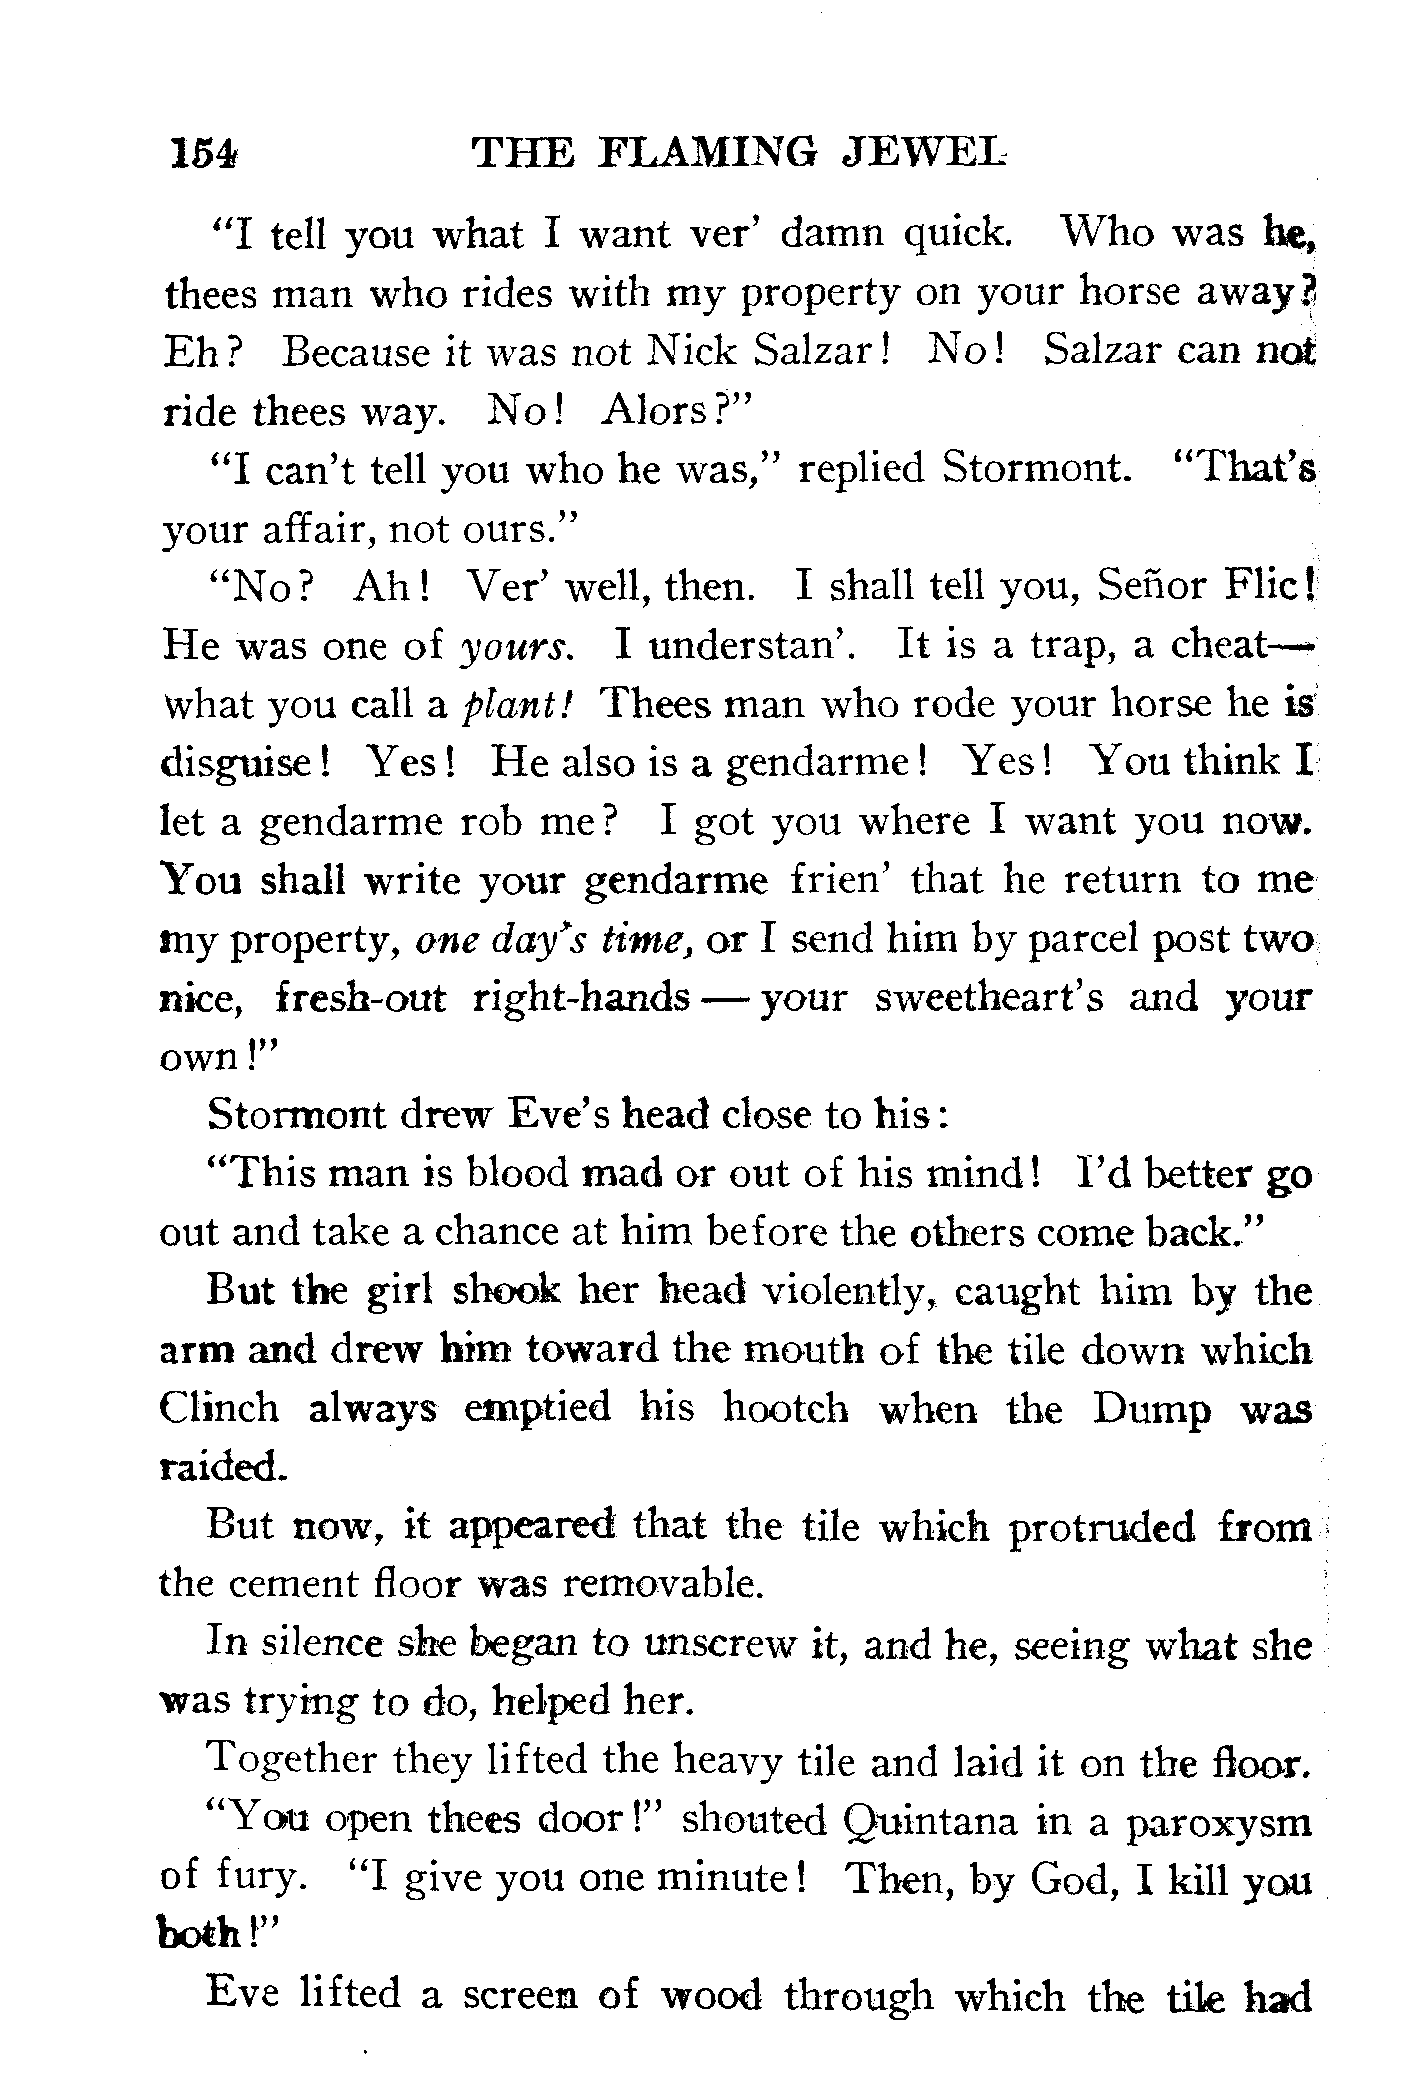 154 THE FLAMING JEWEL
“I tell you what I want ver’ damn quick. Who was he,
thees man who rides with my property on your horse away?
Eh? Because it was not Nick Salzar! No! Salzar can not
ride thees way. No! Alors?”
“I can’t tell you who he was,” replied Stormont. “That’s
your affair, not ours.”
“No? Ah! Ver’ well, then. I shall tell you, Señor Flic!
He was one of yours. I understan’. It is a trap, a cheat—
what you call a plant! Thees man who rode your horse he is
disguise! Yes! He also is a gendarme! Yes! You think I
let a gendarme rob me? I got you where I want you now.
You shall write your gendarme frien’ that he return to me
my property, one day’s time, or I send him by parcel post two
nice, fresh-out right-hands — your sweetheart’s and your
own!”
Stormont drew Eve’s head close to his:
“This man is blood mad or out of his mind! I’d better go
out and take a chance at him before the others come back.”
But the girl shook her head violently, caught him by the
arm and drew him toward the mouth of the tile down which
Clinch always emptied his hootch when the Dump was
raided.
But now, it appeared that the tile which protruded from
the cement floor was removable.
In silence she began to unscrew it, and he, seeing what she
was trying to do, helped her.
Together they lifted the heavy tile and laid it on the floor.
“You open thees door!” shouted Quintana in a paroxysm
of fury. “I give you one minute! Then, by God, I kill you
both!”
Eve lifted a screen of wood through which the tile had